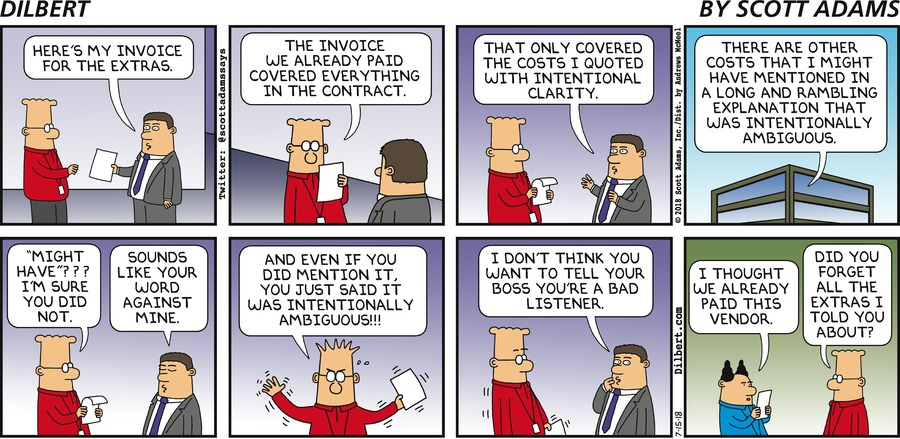 DILBERT
BY SCOTT ADAMS
HERE'S MY INVOICE
FOR THE EXTRAS.
Twitter: @scottadamssays
THE INVOICE
WE ALREADY PAID
COVERED EVERYTHING
IN THE CONTRACT.
THAT ONLY COVERED
THE COSTS I QUOTED
WITH INTENTIONAL
CLARITY.
© 2018 Scott Adams, Inc./Dist. by Andrews McMeel
THERE ARE OTHER
COSTS THAT I MIGHT
HAVE MENTIONED IN
A LONG AND RAMBLING
EXPLANATION THAT
WAS INTENTIONALLY
AMBIGUOUS.
"MIGHT
HAVE"???
I'M SURE
YOU DID
NOT.
SOUNDS
LIKE YOUR
WORD
AGAINST
MINE.
AND EVEN IF YOU
DID MENTION IT,
YOU JUST SAID IT
WAS INTENTIONALLY
AMBIGUOUS!!!
I DON'T THINK YOU
WANT TO TELL YOUR
BOSS YOU'RE A BAD
LISTENER.
7-15-18 Dilbert.com
I THOUGHT
WE ALREADY
PAID THIS
VENDOR.
DID YOU
FORGET
ALL THE
EXTRAS I
TOLD YOU
ABOUT?